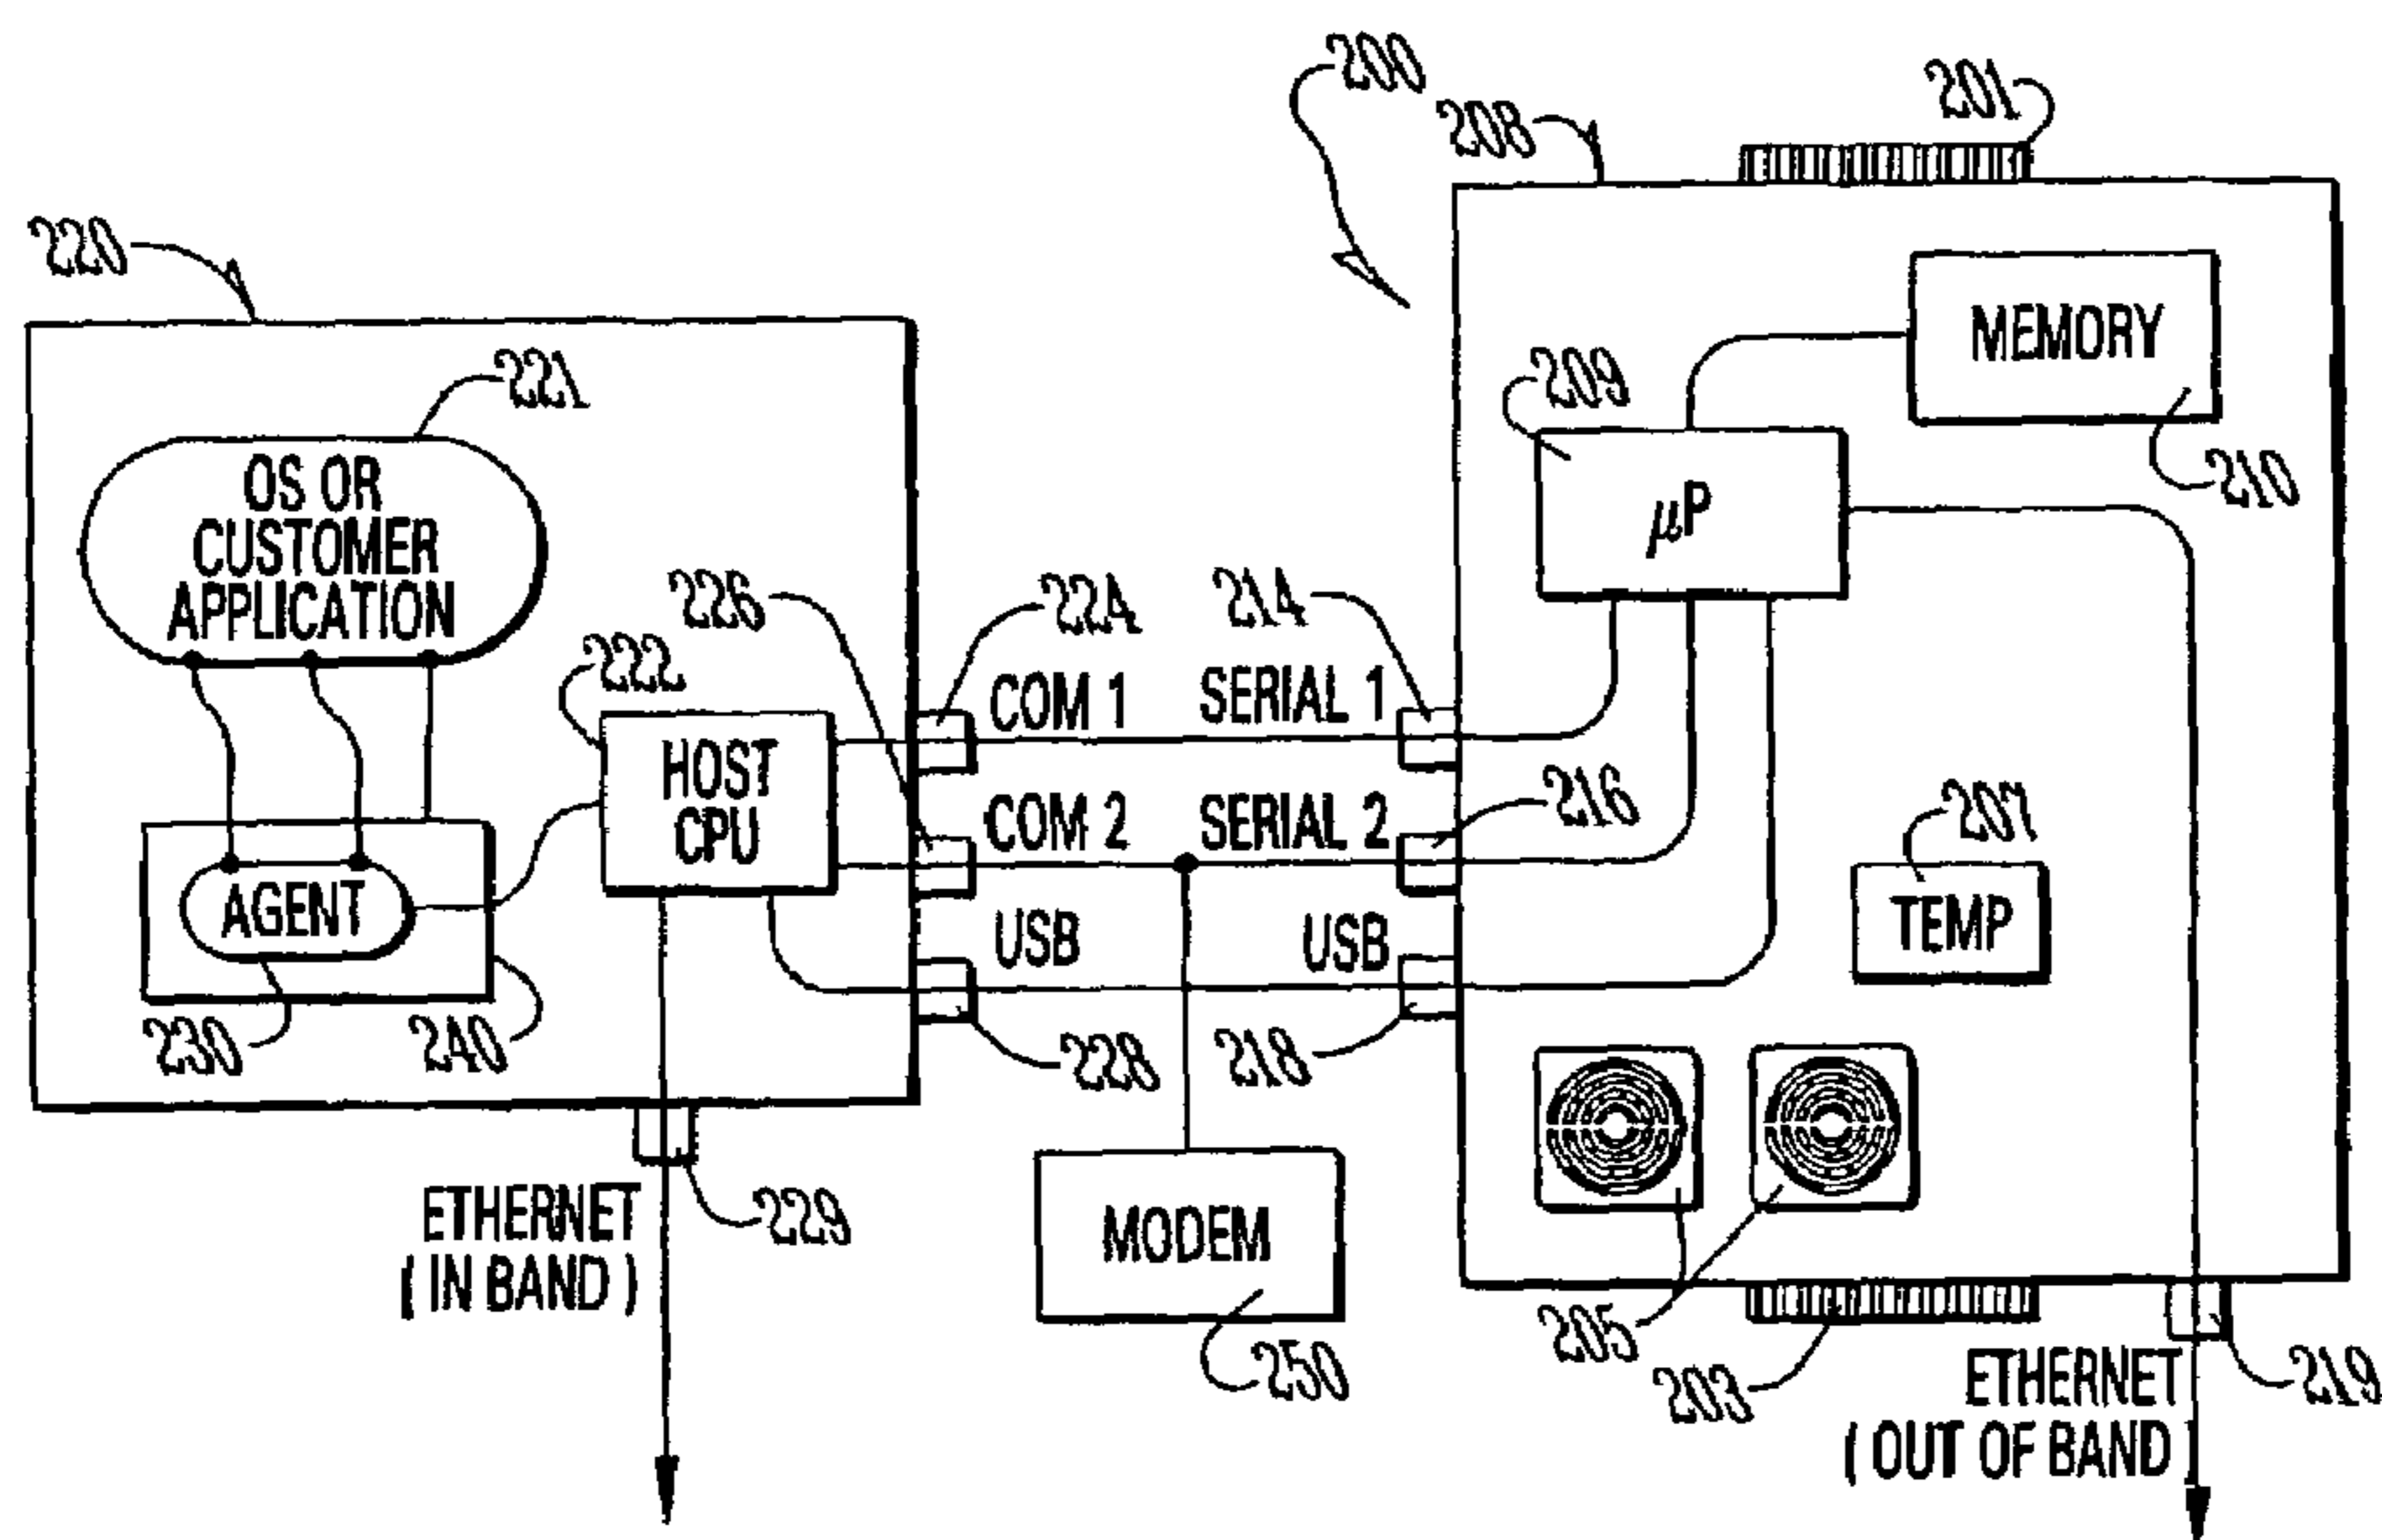 200
208
201
220
221
OS OR
CUSTOMER
APPLICATION
209
MEMORY
210
μP
226
224
214
222
COM 1
SERIAL 1
HOST
CPU
COM 2
SERIAL 2
216
207
TEMP
AGENT
USB
USB
230
240
228
218
ETHERNET
( IN BAND )
229
MODEM
250
205
203
219
ETHERNET
( OUT OF BAND